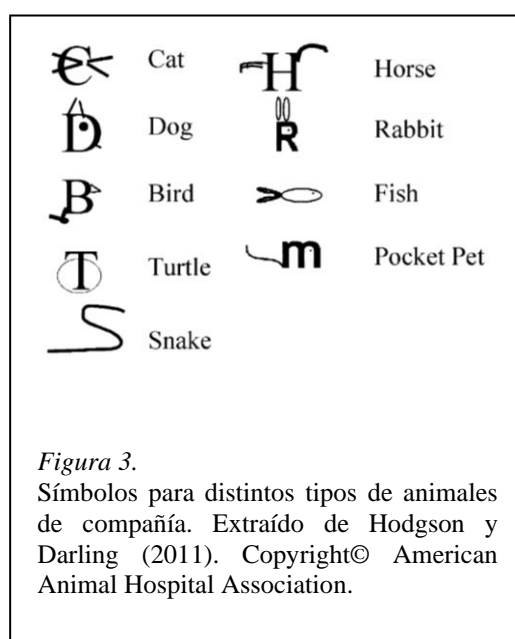 C Cat
H Horse
D Dog
R Rabbit
B Bird
Fish
T Turtle
m Pocket Pet
S Snake
Figura 3.
Símbolos para distintos tipos de animales
de compañía. Extraído de Hodgson y
Darling (2011). Copyright© American
Animal Hospital Association.